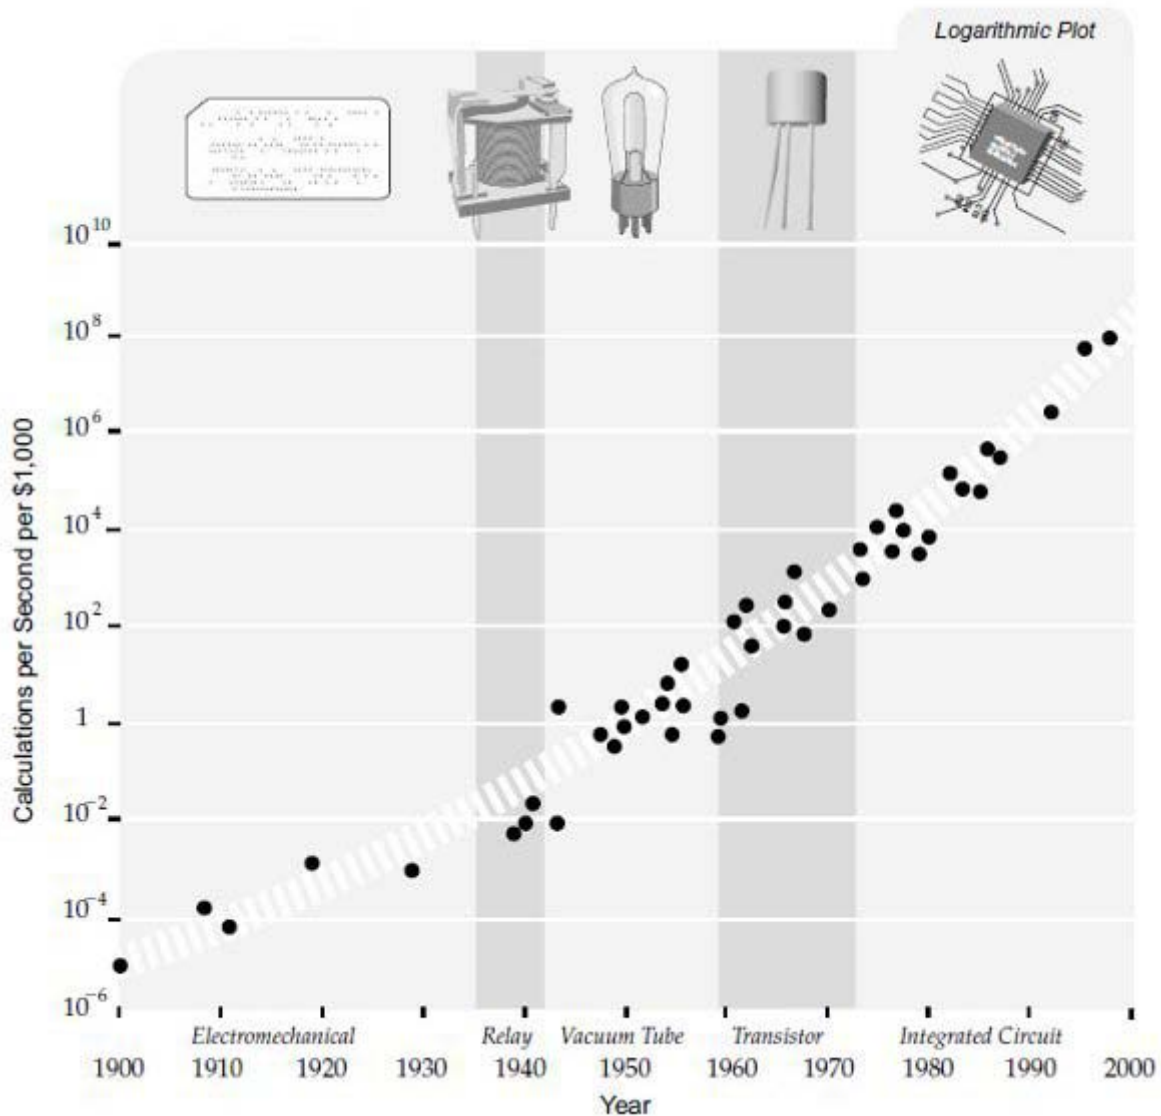 Logarithmic Plot
10^10
10^8
10^6
10^4
10^2
1
10^-2
10^-4
10^-6
Calculations per Second per $1,000
Electromechanical Relay Vacuum Tube Transistor Integrated Circuit
1900 1910 1920 1930 1940 1950 1960 1970 1980 1990 2000
Year